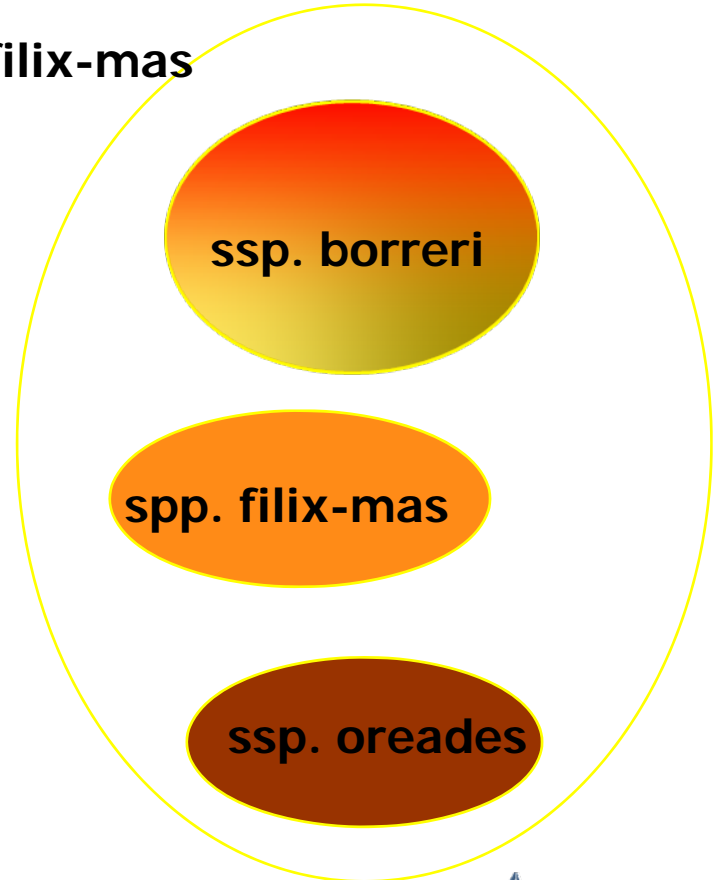 filix-mas
ssp. borreri
spp. filix-mas
ssp. oreades